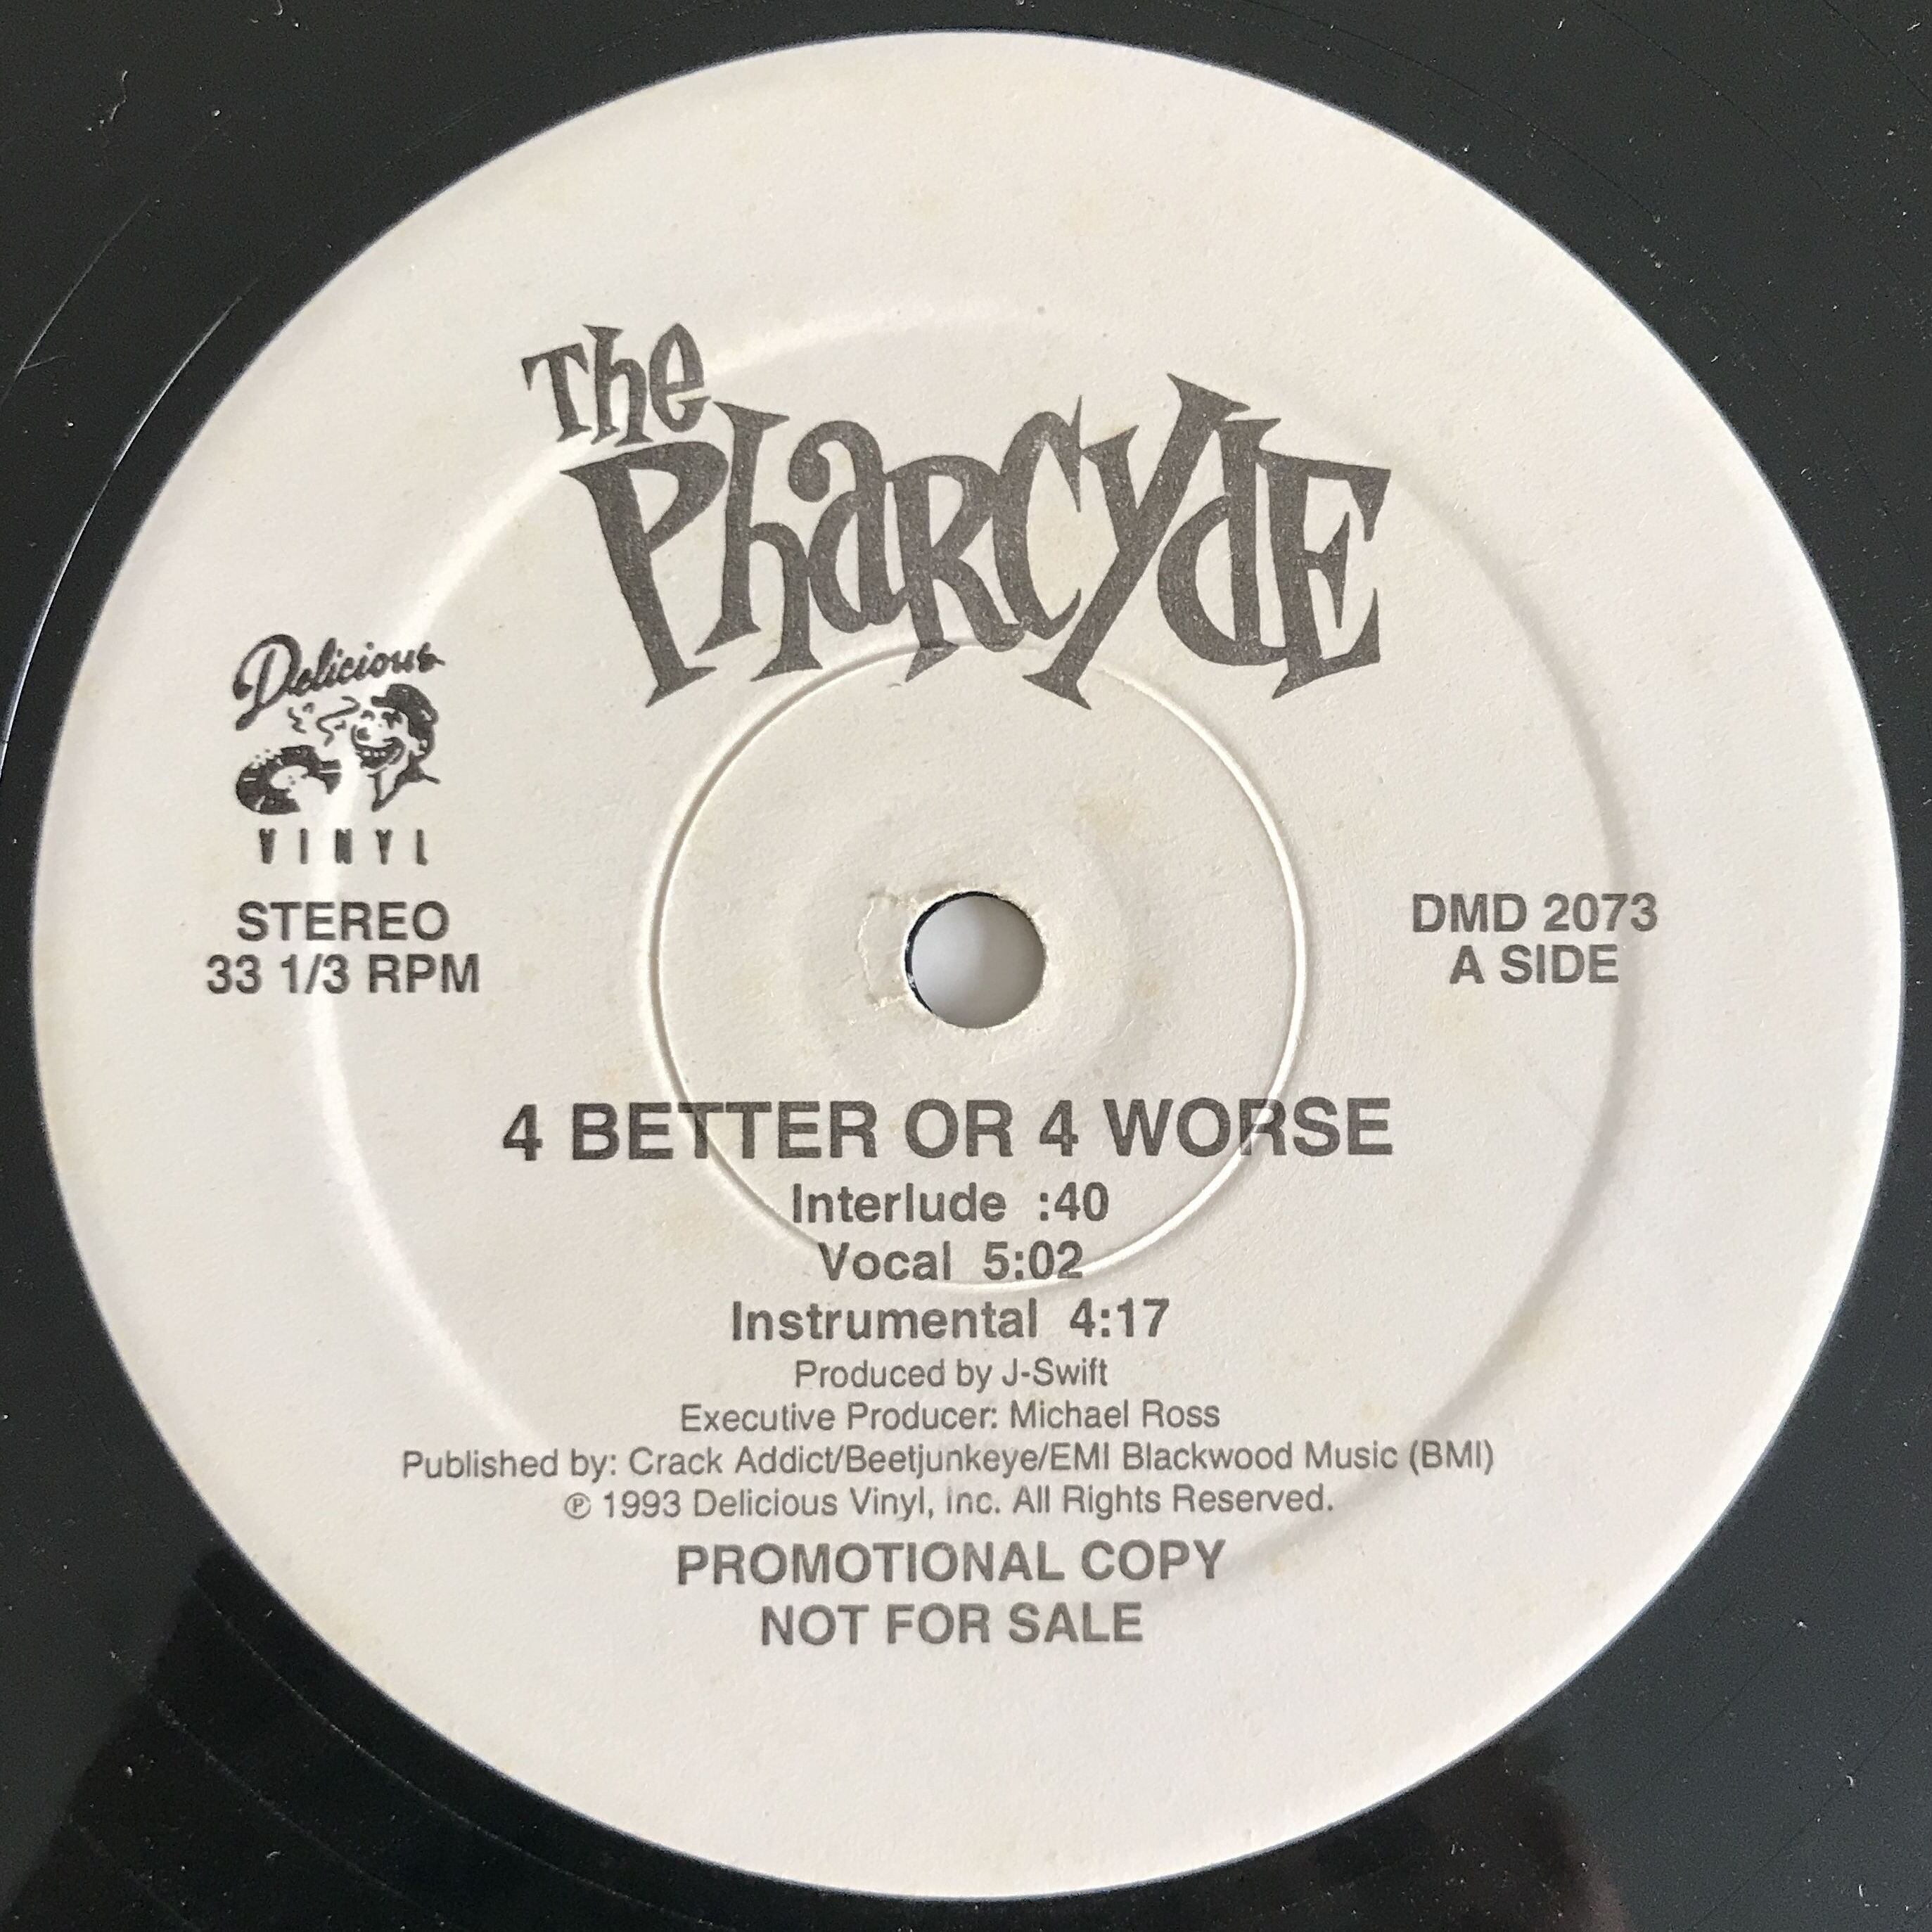 The
Pharcyde
Delicious
VINYL
STEREO
33 1/3 RPM
DMD 2073
A SIDE
4 BETTER OR 4 WORSE
Interlude :40
Vocal 5:02
Instrumental 4:17
Produced by J-Swift
Executive Producer: Michael Ross
Published by: Crack Addict/Beetjunkeye/EMI Blackwood Music (BMI)
℗ 1993 Delicious Vinyl, Inc. All Rights Reserved.
PROMOTIONAL COPY
NOT FOR SALE